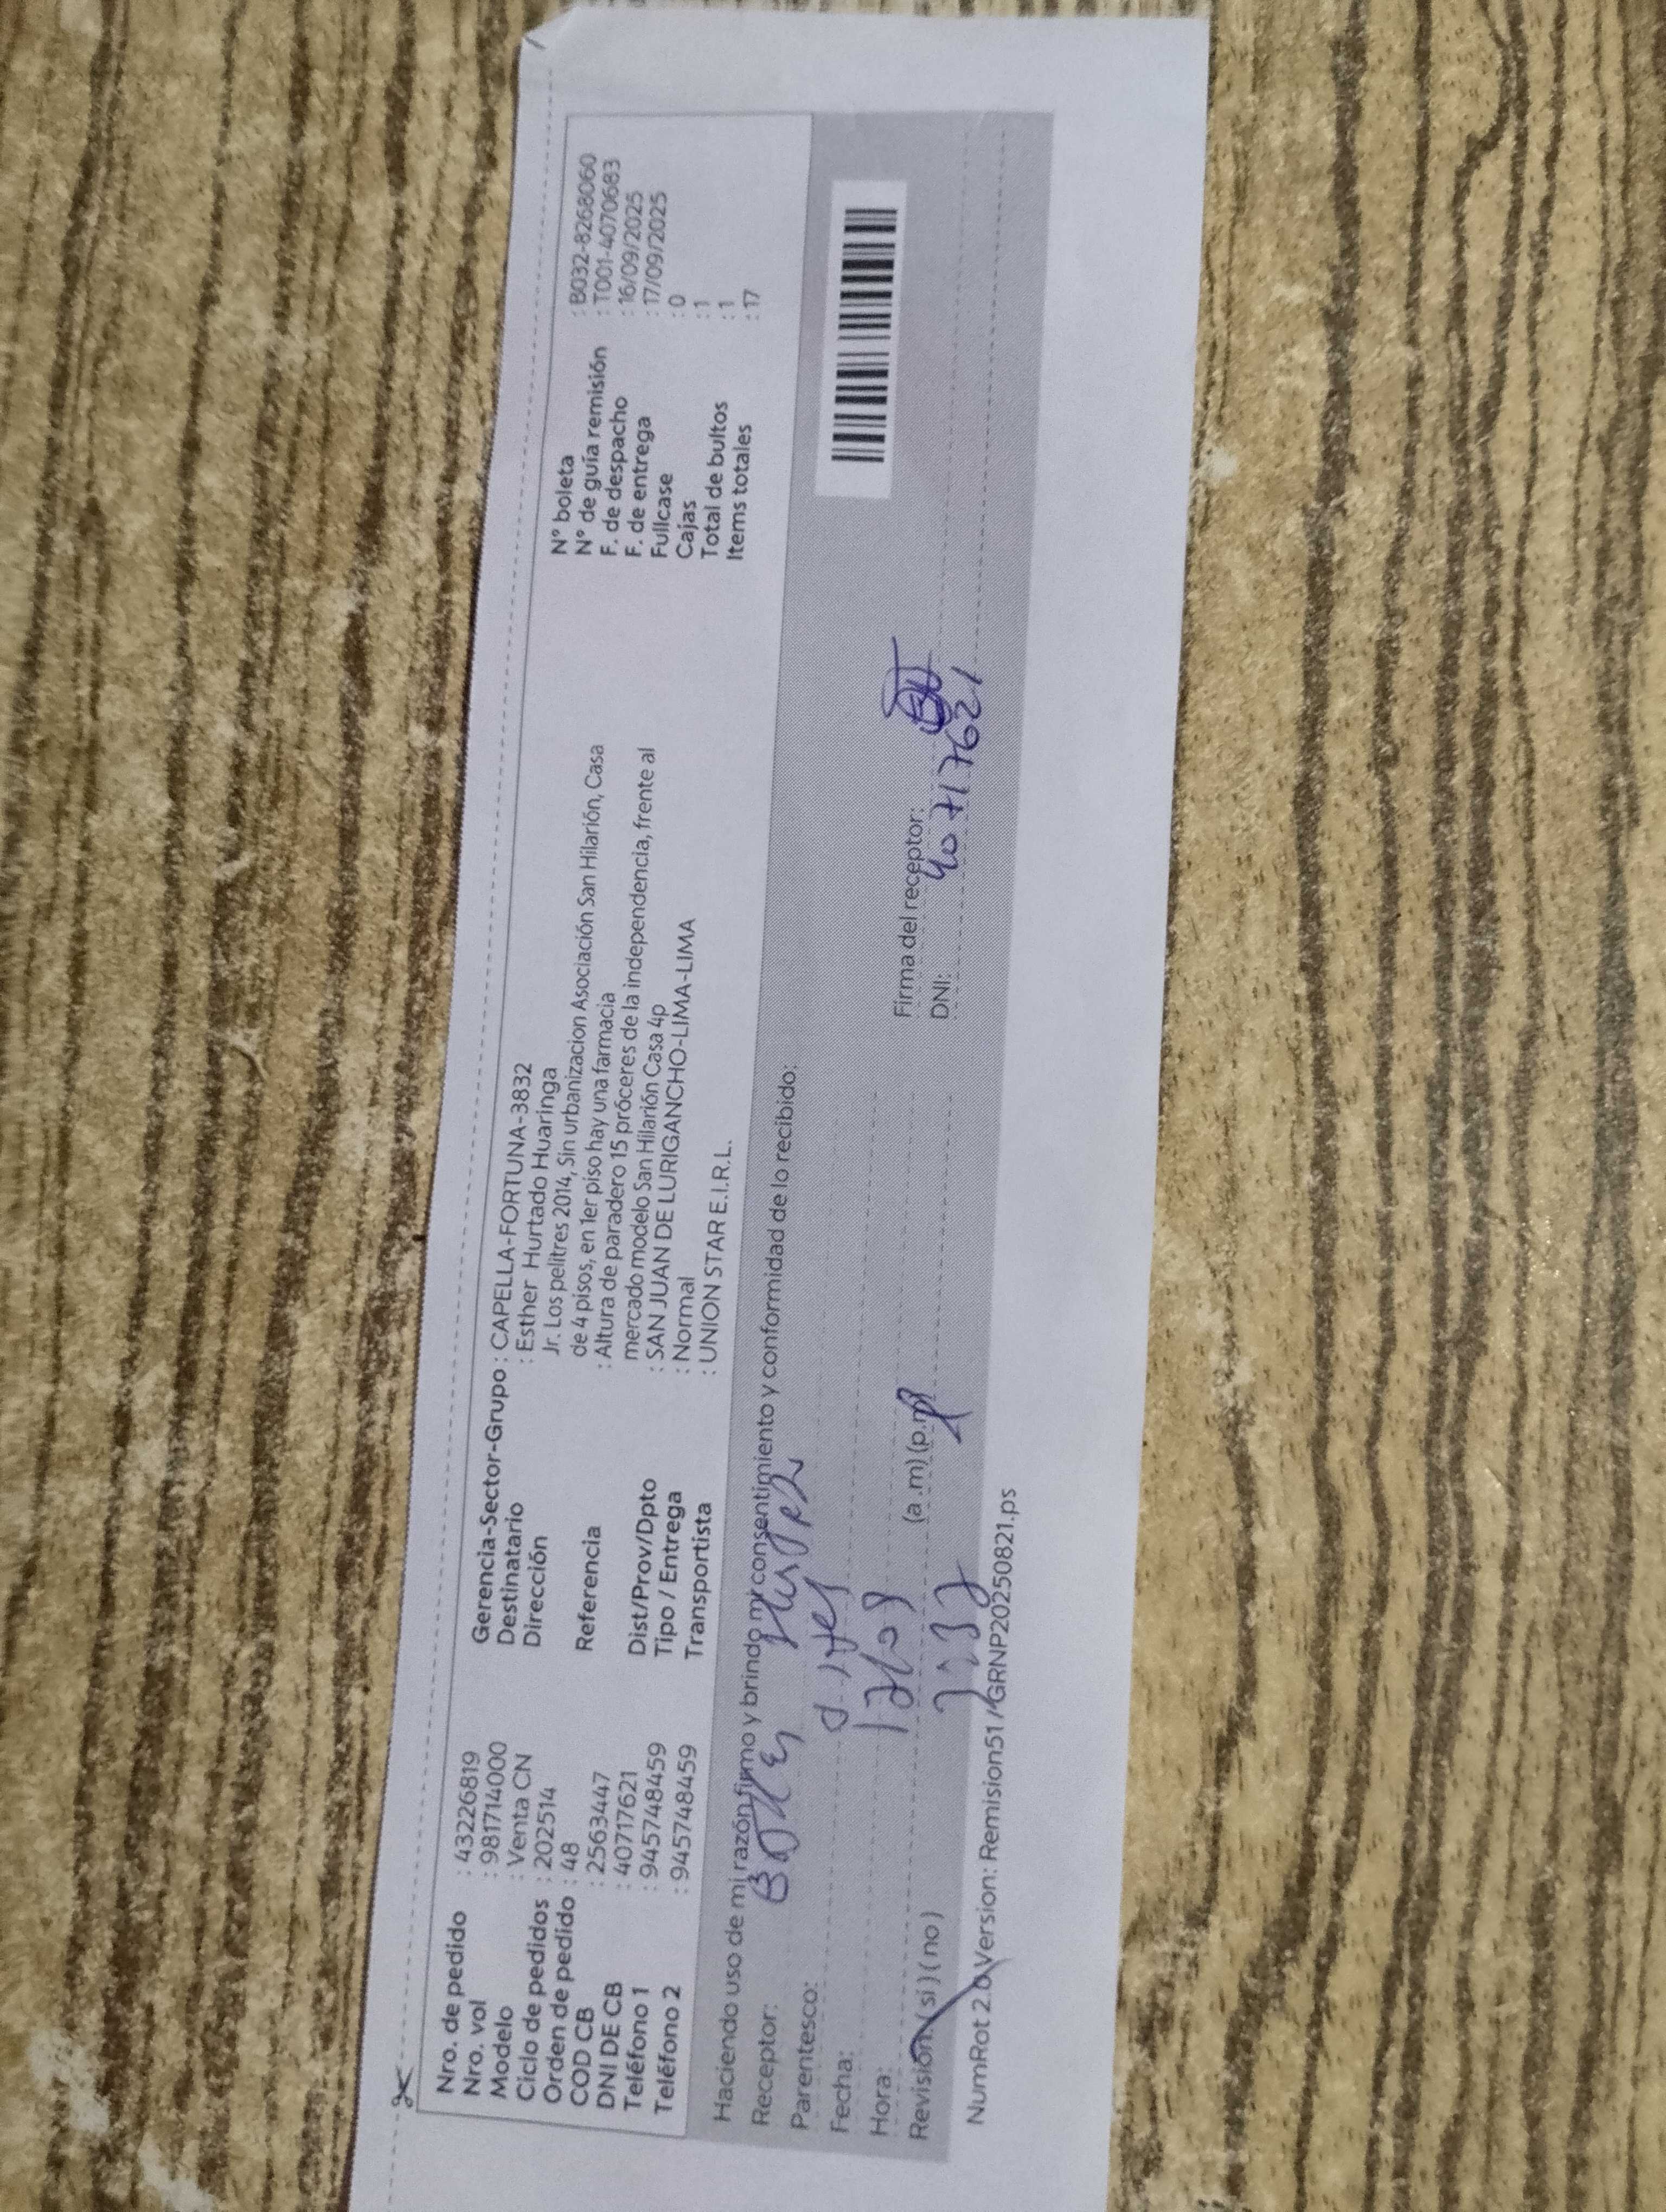 Nro. de pedido : 43226819
Nro. vol : 9817714000
Modelo : Venta CN
Ciclo de pedidos : 202514
Orden de pedido : 48
COD CB : 2563447
DNI DE CB : 40717621
Teléfono 1 : 945748459
Teléfono 2 : 945748459
Gerencia-Sector-Grupo : CAPELLA-FORTUNA-3832
Destinatario : Esther Hurtado Huaringa
Dirección Jr. Los pelitres 2014, Sin urbanizacion Asociación San Hilarión, Casa
de 4 pisos, en 1er piso hay una farmacia
Referencia : Altura de paradero 15 próceres de la independencia, frente al
mercado modelo San Hilarión Casa 4p
Dist/Prov/Dpto : SAN JUAN DE LURIGANCHO-LIMA-LIMA
Tipo / Entrega : Normal
Transportista : UNION STAR E.I.R.L.
N° boleta : B032-8268060
N° de guía remisión : T001-4070683
F. de despacho : 16/09/2025
F. de entrega : 17/09/2025
Fullcase : 0
Cajas : 1
Total de bultos : 1
Items totales : 17
Haciendo uso de mi razón firmo y brindo mi consentimiento y conformidad de lo recibido:
Receptor:
Parentesco:
Fecha:
Hora: (a .m) (p.m)
Revisión: (si) (no)
Firma del receptor:
DNI: 40717621
NumRot 2.0 Version: Remision51 /GRNP20250821.ps